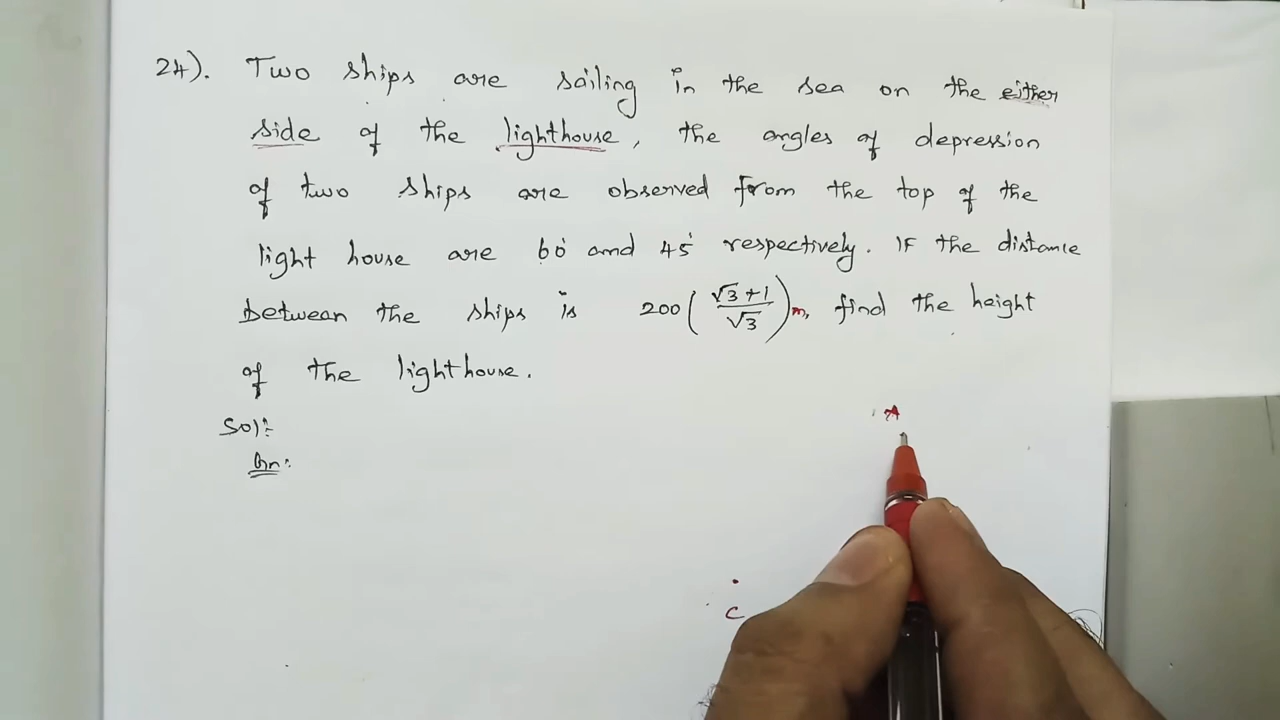 24). Two ships are sailing in the sea on the either
side of the lighthouse, the angles of depression
of two ships are observed from the top of the
light house are 60° and 45° respectively. If the distance
between the ships is 200(√3+1/√3)m, find the height
of the lighthouse.
Sol:
Gn:
A
C